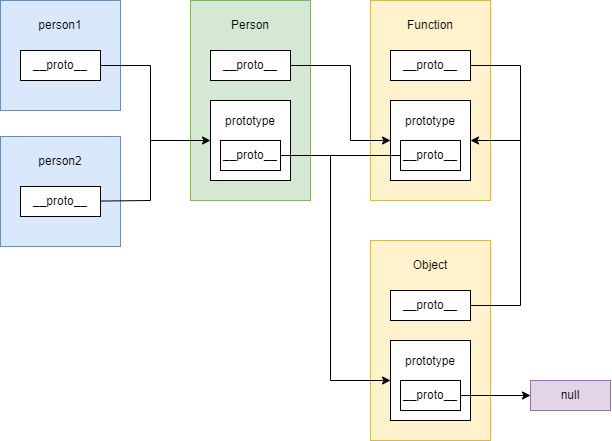 person1
__proto__
person2
__proto__
Person
__proto__
prototype
__proto__
Function
__proto__
prototype
__proto__
Object
__proto__
prototype
__proto__
null